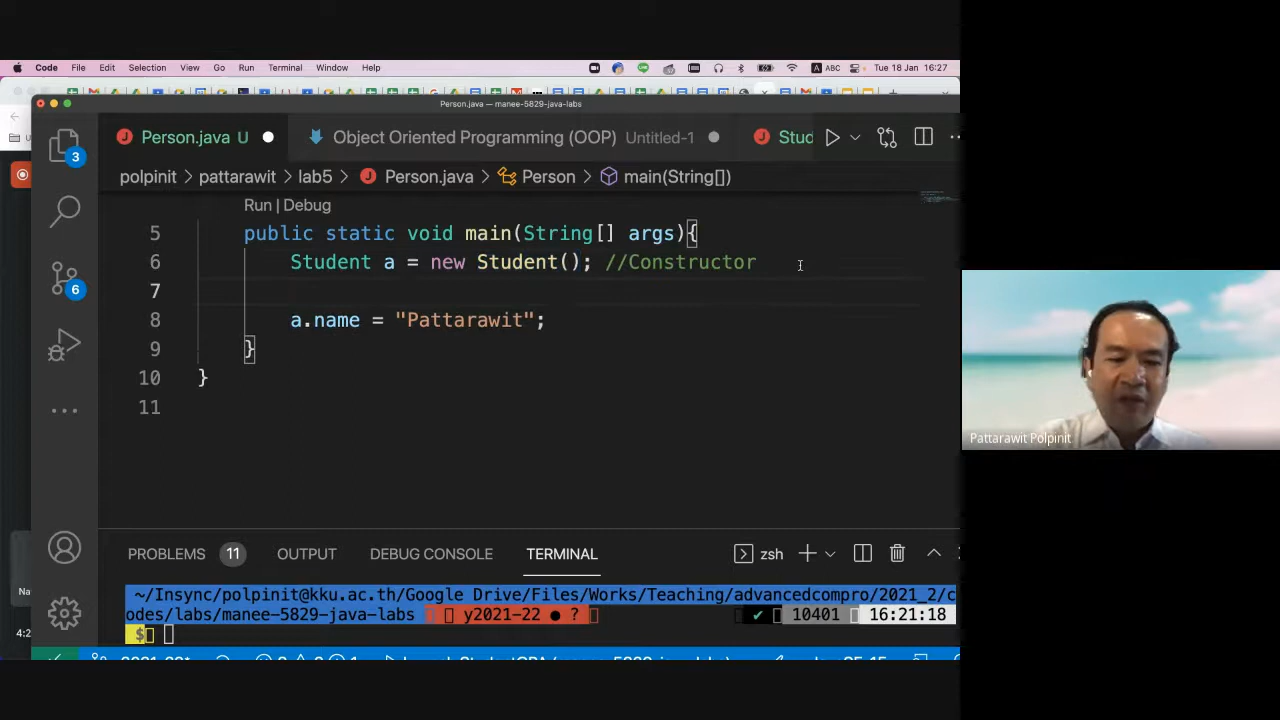 Code File Edit Selection View Go Run Terminal Window Help ABC Tue 18 Jan 16:27
Person.java — manee-5829-java-labs
Person.java U Object Oriented Programming (OOP) Untitled-1 Stud
polpinit > pattarawit > lab5 > Person.java > Person > main(String[])
Run | Debug
5 public static void main(String[] args){
6 Student a = new Student(); //Constructor
7
8 a.name = "Pattarawit";
9 }
10 }
11
3
6
Pattarawit Polpinit
PROBLEMS 11 OUTPUT DEBUG CONSOLE TERMINAL zsh
~/Insync/polpinit@kku.ac.th/Google Drive/Files/Works/Teaching/advancedcompro/2021_2/c
odes/labs/manee-5829-java-labs y2021-22 ● ? ✔ 10401 16:21:18
$